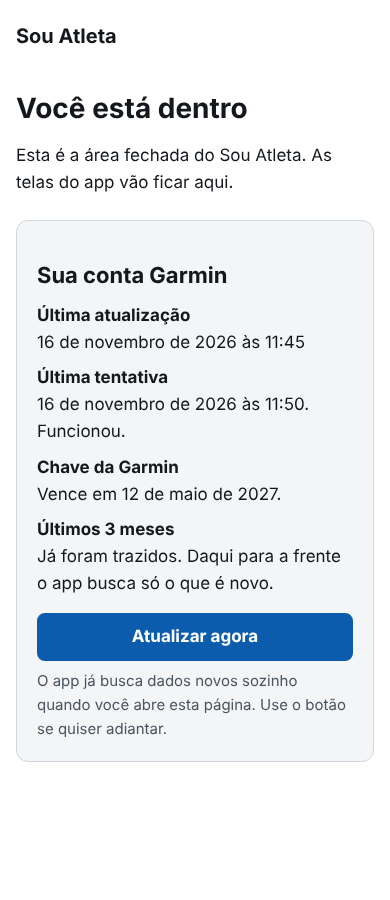 Sou Atleta
Você está dentro
Esta é a área fechada do Sou Atleta. As
telas do app vão ficar aqui.
Sua conta Garmin
Última atualização
16 de novembro de 2026 às 11:45
Última tentativa
16 de novembro de 2026 às 11:50.
Funcionou.
Chave da Garmin
Vence em 12 de maio de 2027.
Últimos 3 meses
Já foram trazidos. Daqui para a frente
o app busca só o que é novo.
Atualizar agora
O app já busca dados novos sozinho
quando você abre esta página. Use o botão
se quiser adiantar.